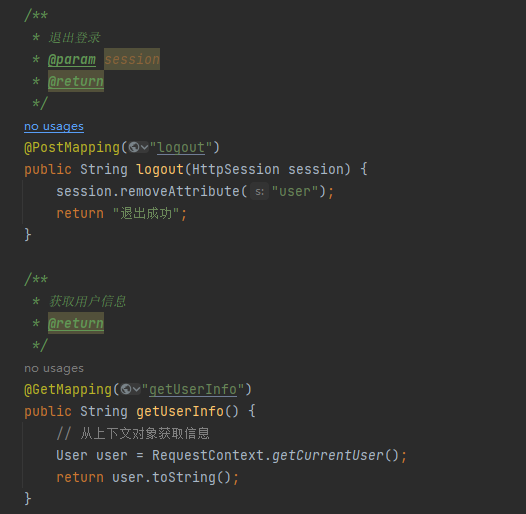 /**
 * 退出登录
 * @param session
 * @return
 */
no usages
@PostMapping("logout")
public String logout(HttpSession session) {
    session.removeAttribute( s: "user");
    return "退出成功";
}
/**
 * 获取用户信息
 * @return
 */
no usages
@GetMapping("getUserInfo")
public String getUserInfo() {
    // 从上下文对象获取信息
    User user = RequestContext.getCurrentUser();
    return user.toString();
}